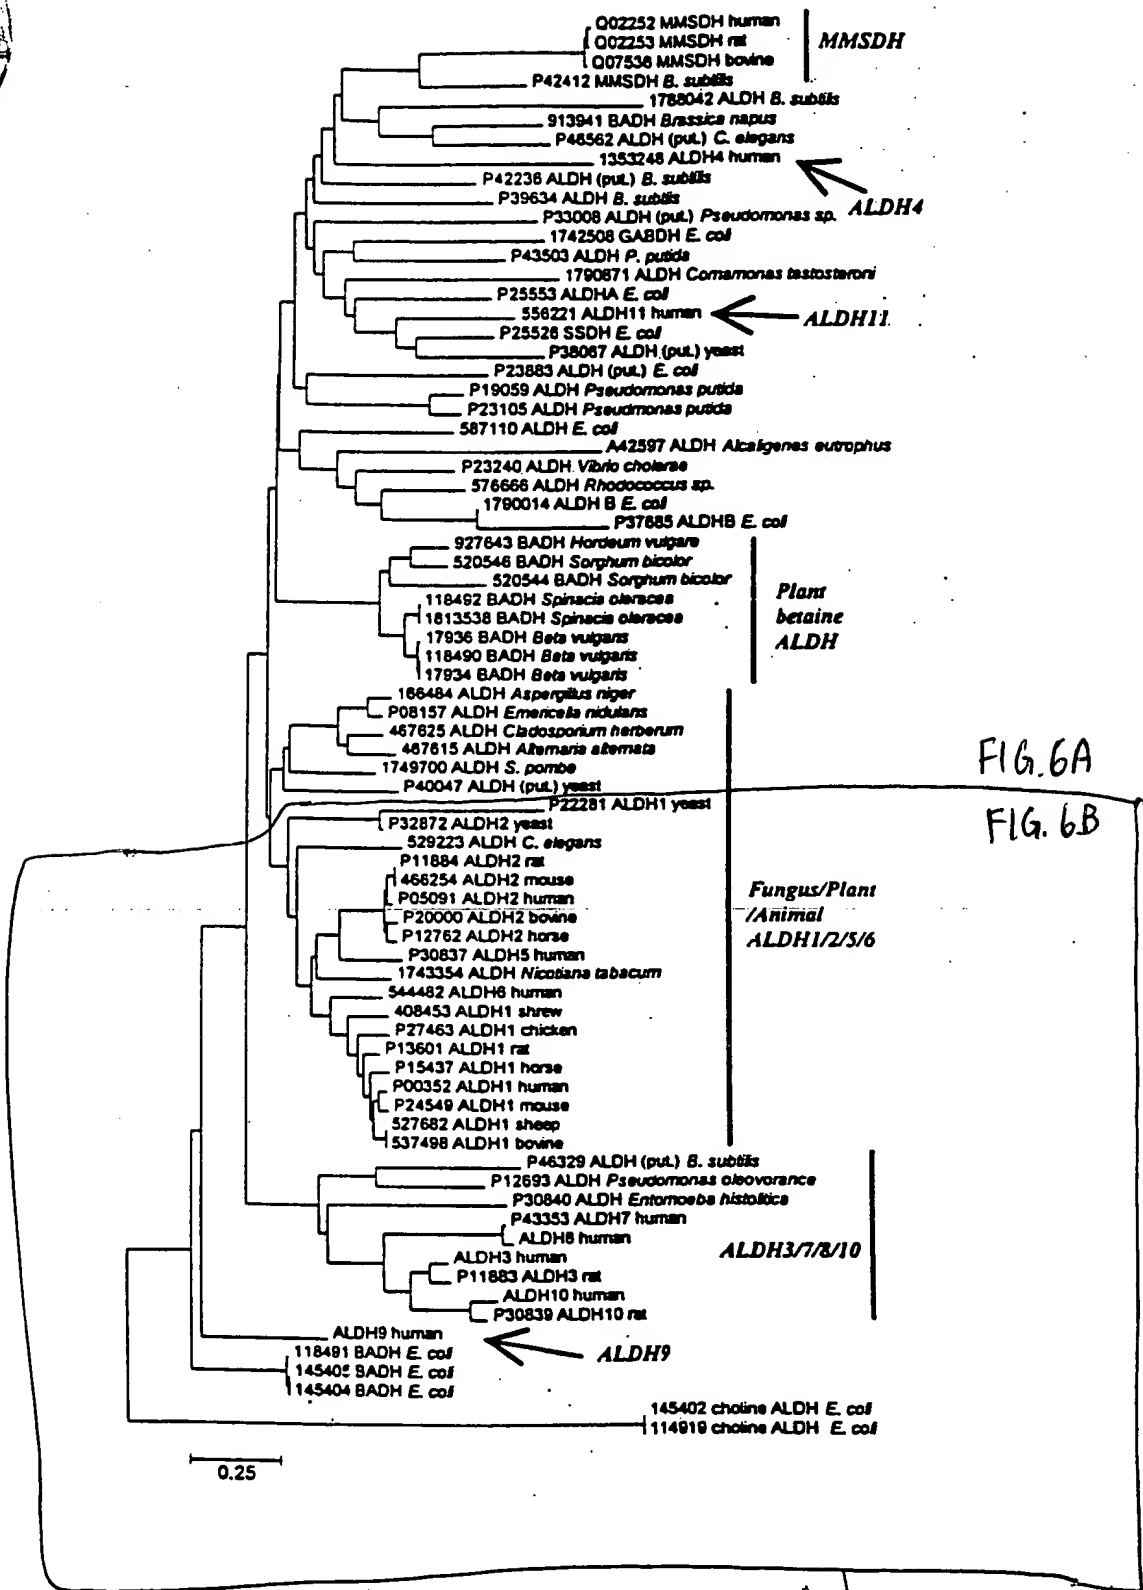 Q02252 MMSDH human
Q02253 MMSDH rat
MMSDH
Q07536 MMSDH bovine
P42412 MMSDH B. subtilis
1788042 ALDH B. subtilis
913941 BADH Brassica napus
P46562 ALDH (put.) C. elegans
1353248 ALDH4 human
P42236 ALDH (put.) B. subtilis
P39634 ALDH B. subtilis
ALDH4
P33008 ALDH (put.) Pseudomonas sp.
1742508 GABDH E. coli
P43503 ALDH P. putida
1790871 ALDH Comamonas testosteroni
P25553 ALDHA E. coli
556221 ALDH11 human
ALDH11
P25526 SSDH E. coli
P38067 ALDH (put.) yeast
P23883 ALDH (put.) E. coli
P19059 ALDH Pseudomonas putida
P23105 ALDH Pseudmonas putida
587110 ALDH E. coli
A42597 ALDH Alcaligenes eutrophus
P23240 ALDH Vibrio cholerae
576666 ALDH Rhodococcus sp.
1790014 ALDH B E. coli
P37685 ALDHB E. coli
927643 BADH Hordeum vulgare
520546 BADH Sorghum bicolor
520544 BADH Sorghum bicolor
Plant
betaine
ALDH
118492 BADH Spinacia oleracea
1813538 BADH Spinacia oleracea
17936 BADH Beta vulgaris
118490 BADH Beta vulgaris
17934 BADH Beta vulgaris
166484 ALDH Aspergillus niger
P08157 ALDH Emericella nidulans
467625 ALDH Cladosporium herberum
467615 ALDH Alternaria alternata
1749700 ALDH S. pombe
FIG. 6A
P40047 ALDH (put.) yeast
P22281 ALDH1 yeast
FIG. 6B
P32872 ALDH2 yeast
529223 ALDH C. elegans
P11884 ALDH2 rat
466254 ALDH2 mouse
P05091 ALDH2 human
P20000 ALDH2 bovine
P12762 ALDH2 horse
Fungus/Plant
/Animal
ALDH1/2/5/6
P30837 ALDH5 human
1743354 ALDH Nicotiana tabacum
544482 ALDH6 human
408453 ALDH1 shrew
P27463 ALDH1 chicken
P13601 ALDH1 rat
P15437 ALDH1 horse
P00352 ALDH1 human
P24549 ALDH1 mouse
527682 ALDH1 sheep
537498 ALDH1 bovine
P46329 ALDH (put.) B. subtilis
P12693 ALDH Pseudomonas oleovorance
P30840 ALDH Entomoeba histolitica
P43353 ALDH7 human
ALDH8 human
ALDH3/7/8/10
ALDH3 human
P11883 ALDH3 rat
ALDH10 human
P30839 ALDH10 rat
ALDH9 human
ALDH9
118491 BADH E. coli
145405 BADH E. coli
145404 BADH E. coli
145402 choline ALDH E. coli
114919 choline ALDH E. coli
0.25